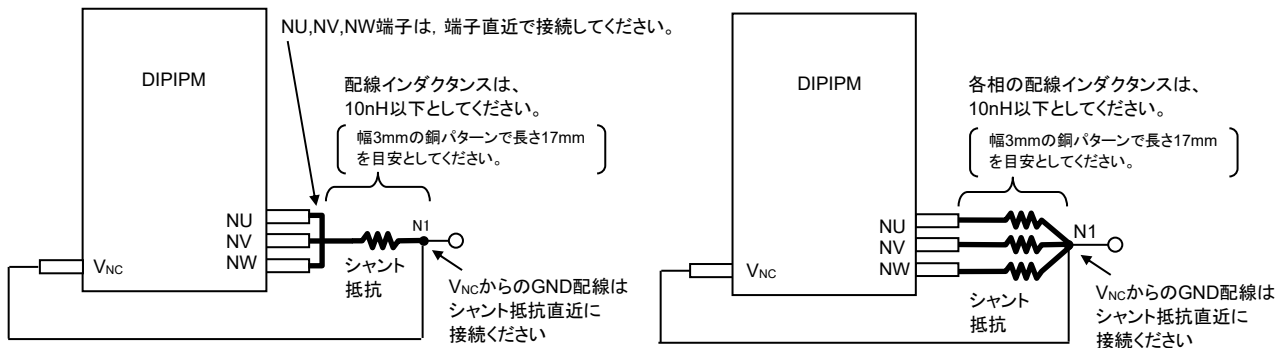 NU,NV,NW端子は，端子直近で接続してください。
DIPIPM
配線インダクタンスは、
10nH以下としてください。
幅3mmの銅パターンで長さ17mm
を目安としてください。
NU
NV
NW
N1
VNC
シャント
抵抗
VNCからのGND配線は
シャント抵抗直近に
接続ください
DIPIPM
各相の配線インダクタンスは、
10nH以下としてください。
幅3mmの銅パターンで長さ17mm
を目安としてください。
NU
NV
NW
N1
VNC
シャント
抵抗
VNCからのGND配線は
シャント抵抗直近に
接続ください